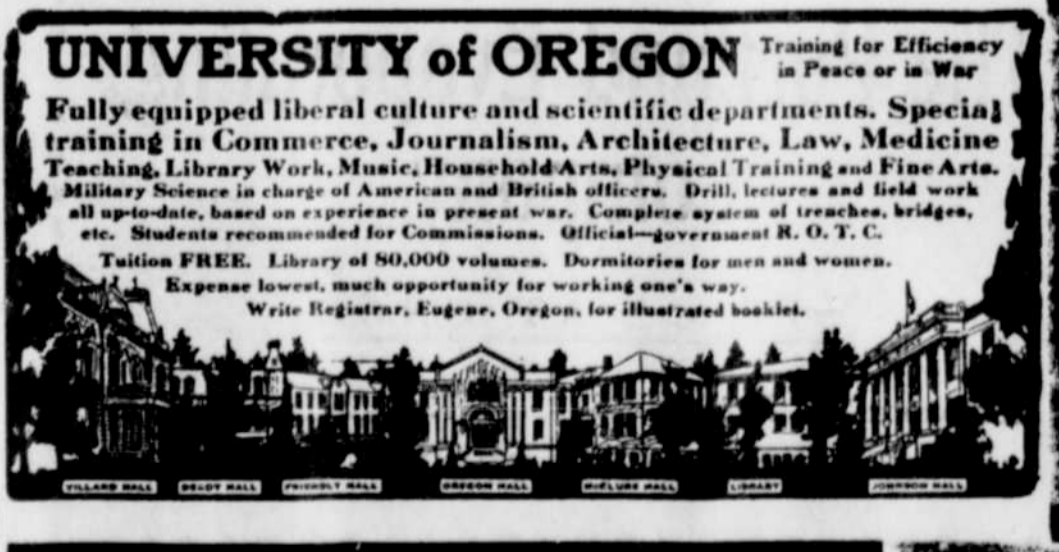 UNIVERSITY of OREGON
Training for Efficiency
in Peace or in War
Fully equipped liberal culture and scientific departments. Special
training in Commerce, Journalism, Architecture, Law, Medicine
Teaching, Library Work, Music, Household Arts, Physical Training and Fine Arts.
Military Science in charge of American and British officers. Drill, lectures and field work
all up-to-date, based on experience in present war. Complete system of trenches, bridges,
etc. Students recommended for Commissions. Official—government R. O. T. C.
Tuition FREE. Library of 80,000 volumes. Dormitories for men and women.
Expense lowest, much opportunity for working one's way.
Write Registrar, Eugene, Oregon, for illustrated booklet.
VILLARD HALL DEADY HALL FRIENDLY HALL OREGON HALL McCLURE HALL LIBRARY JOHNSON HALL